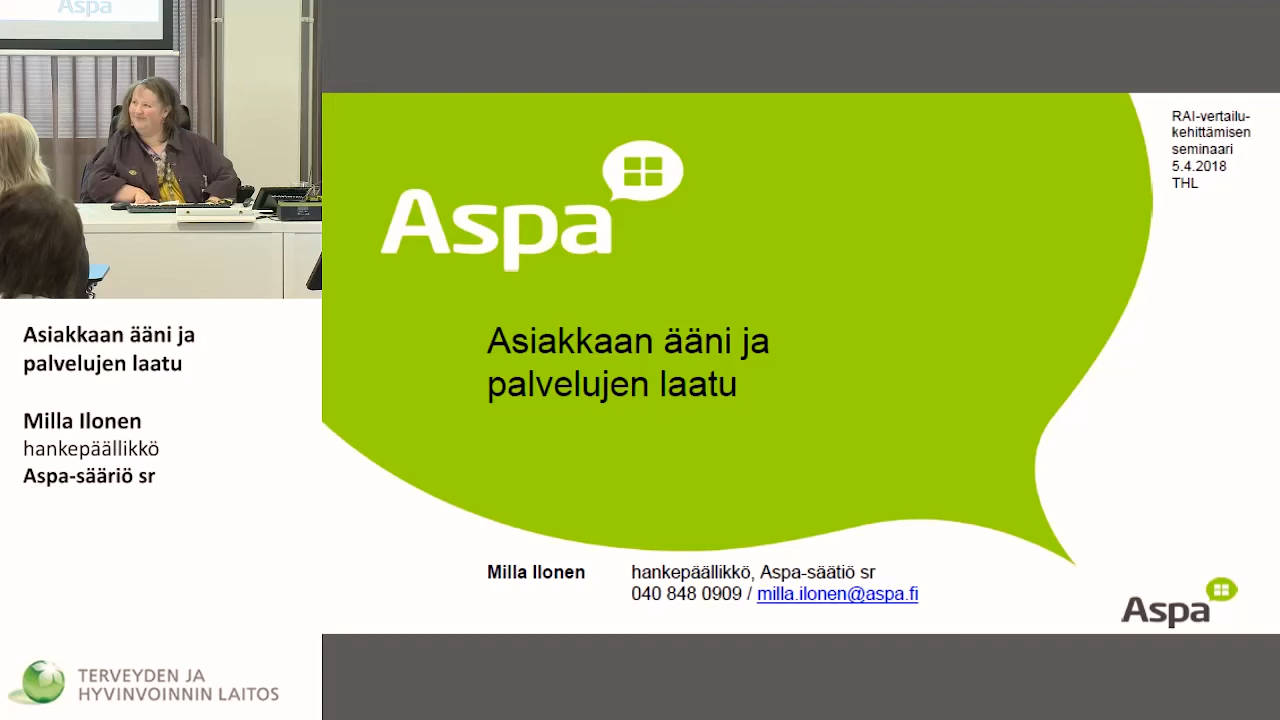 Aspa
Asiakkaan ääni ja
palvelujen laatu
Milla Ilonen
hankepäällikkö
Aspa-sääriö sr
TERVEYDEN JA
HYVINVOINNIN LAITOS
RAI-vertailu-
kehittämisen
seminaari
5.4.2018
THL
Aspa
Asiakkaan ääni ja
palvelujen laatu
Milla Ilonen hankepäällikkö, Aspa-säätiö sr
040 848 0909 / milla.ilonen@aspa.fi
Aspa